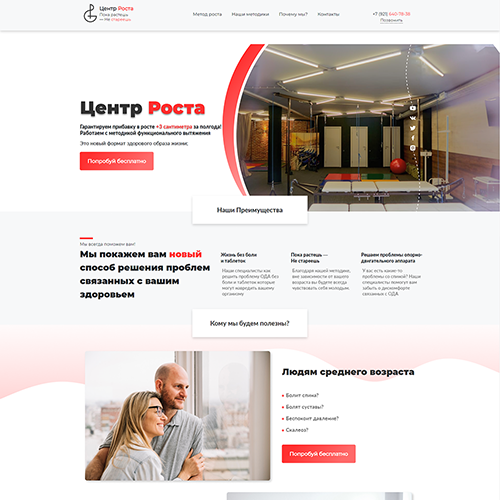 Центр Роста
Пока растешь
— Не стареешь
Метод роста
Наши методики
Почему мы?
Контакты
+7 (921) 640-78-38
Позвонить
Центр Роста
Гарантируем прибавку в росте +3 сантиметра за полгода!
Работаем с методикой функционального вытяжения
Это новый формат здорового образа жизни;
Попробуй бесплатно
Наши Преимущества
Мы всегда поможем вам!
Мы покажем вам новый
способ решения проблем
связанных с вашим
здоровьем
Жизнь без боли
и таблеток
Наши специалисты как
решить проблему ОДА без
боли и таблеток которые
могут навредить вашему
организму
Пока растешь —
Не стареешь
Благодаря нашей методике,
вне зависимости от вашего
возраста вы будете всегда
чувствовать себя молодым.
Решаем проблемы опорно-
двигательного аппарата
У вас есть какие-то
проблемы со спиной? Наши
специалисты помогут вам
забыть о дискомфорте
связанные с ОДА
Кому мы будем полезны?
Людям среднего возраста
Болит спина?
Болят суставы?
Беспокоит давление?
Скалеоз?
Попробуй бесплатно